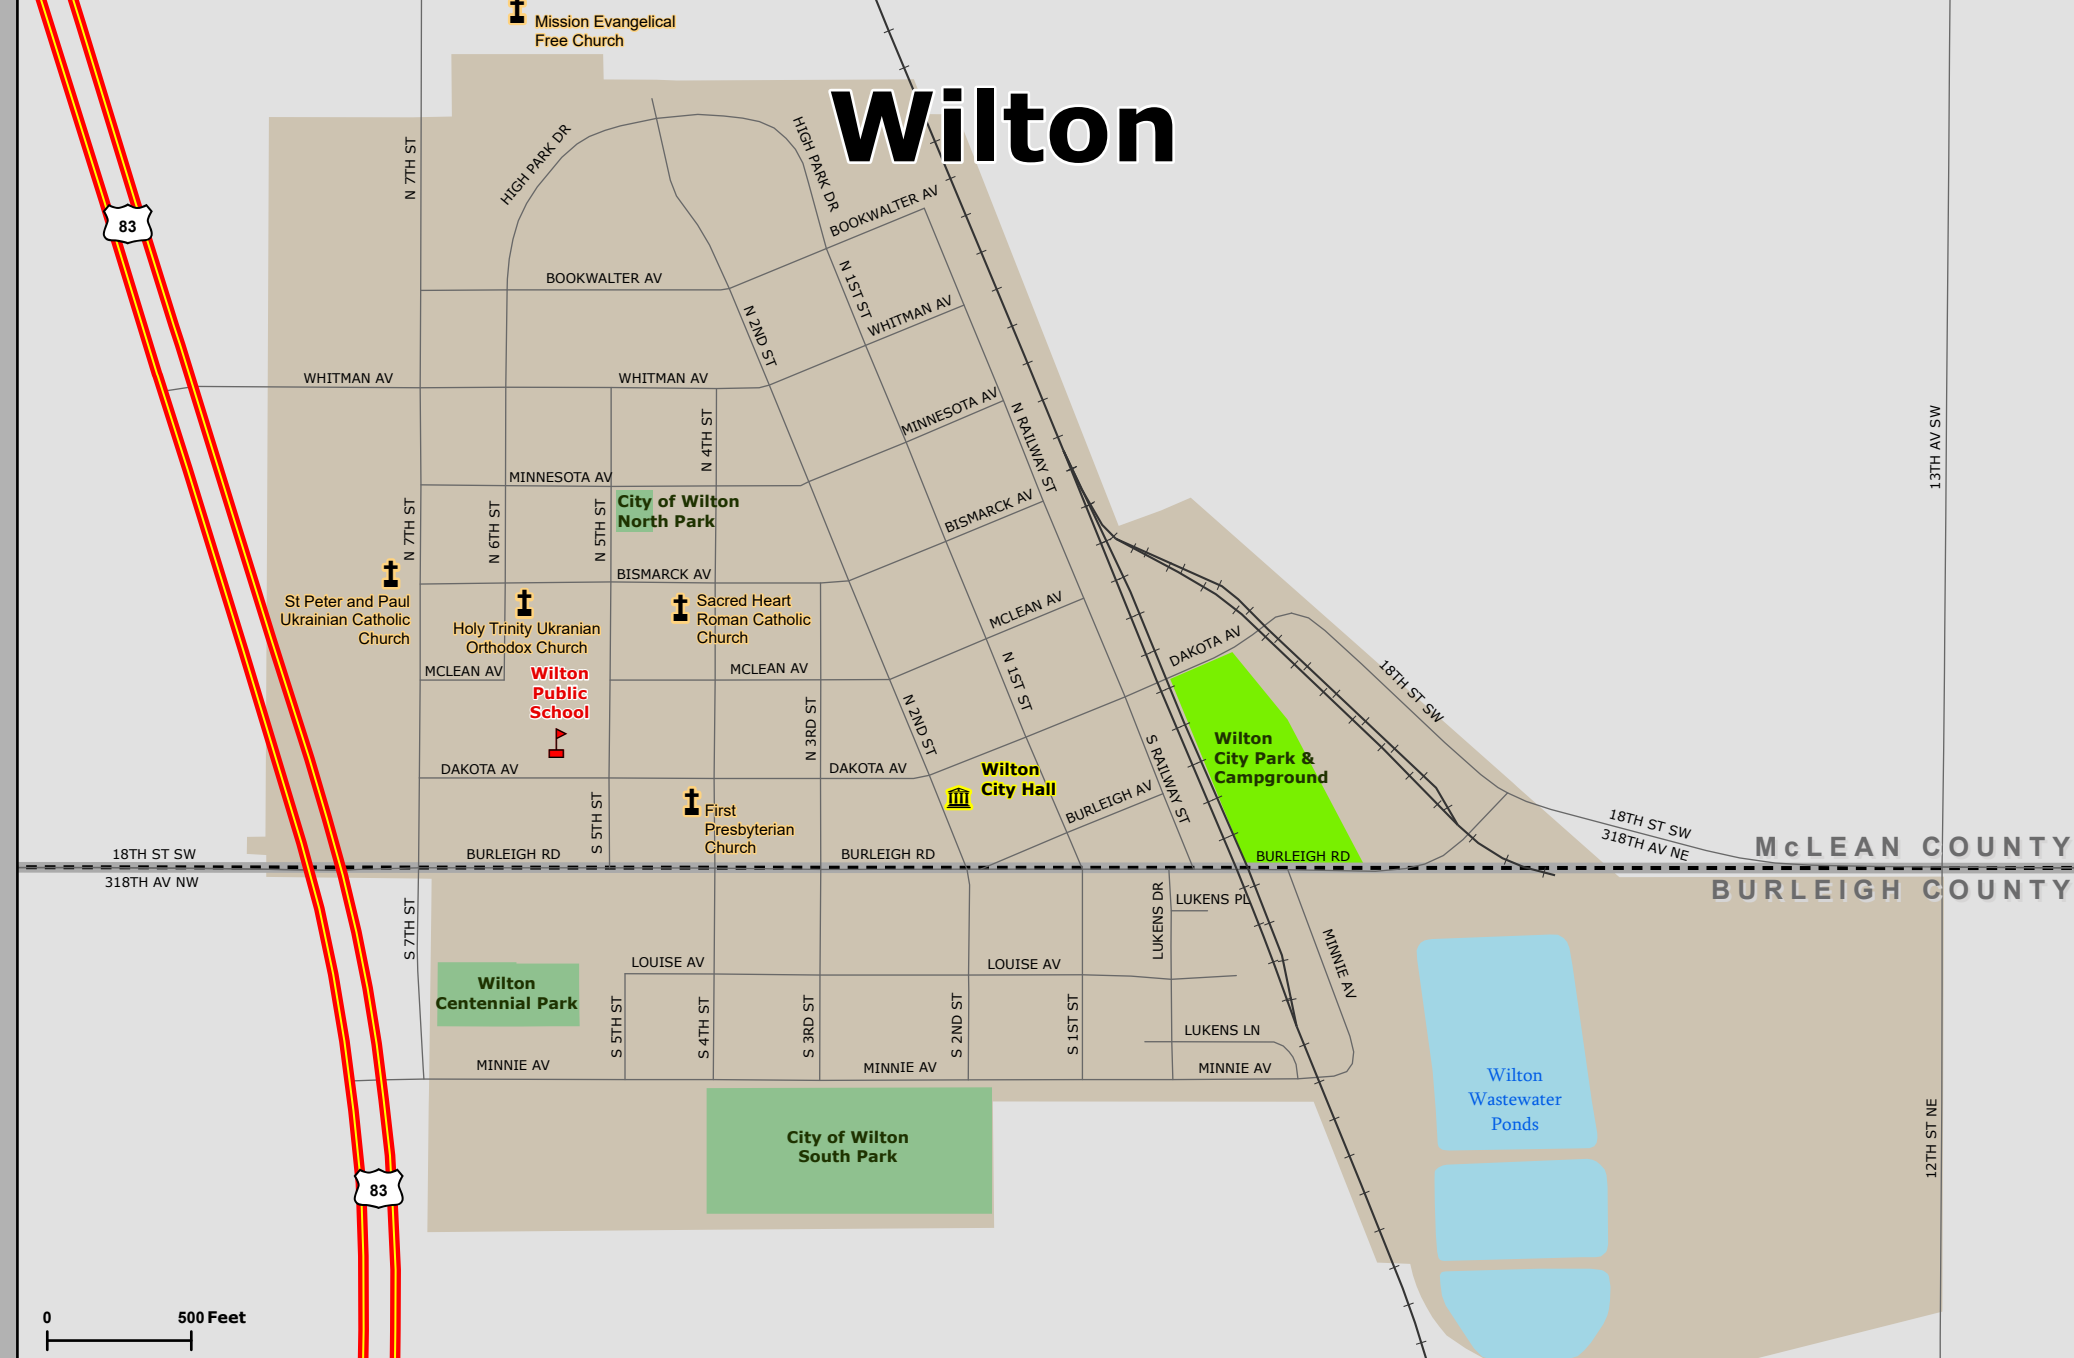 Mission Evangelical
Free Church
Wilton
N 7TH ST
HIGH PARK DR
HIGH PARK DR
BOOKWALTER AV
83
BOOKWALTER AV
N 1ST ST
WHITMAN AV
N 2ND ST
WHITMAN AV
WHITMAN AV
MINNESOTA AV
N RAILWAY ST
N 4TH ST
13TH AV SW
MINNESOTA AV
City of Wilton
North Park
N 7TH ST
N 6TH ST
N 5TH ST
BISMARCK AV
BISMARCK AV
St Peter and Paul
Ukrainian Catholic
Church
Holy Trinity Ukranian
Orthodox Church
Sacred Heart
Roman Catholic
Church
MCLEAN AV
DAKOTA AV
MCLEAN AV
MCLEAN AV
Wilton
Public
School
N 1ST ST
18TH ST SW
N 3RD ST
N 2ND ST
Wilton
City Park &
Campground
S RAILWAY ST
DAKOTA AV
DAKOTA AV
Wilton
City Hall
BURLEIGH AV
S 5TH ST
First
Presbyterian
Church
18TH ST SW
318TH AV NE
McLEAN COUNTY
18TH ST SW
BURLEIGH RD
BURLEIGH RD
BURLEIGH RD
318TH AV NW
BURLEIGH COUNTY
S 7TH ST
LUKENS DR
LUKENS PL
MINNIE AV
LOUISE AV
LOUISE AV
Wilton
Centennial Park
S 5TH ST
S 4TH ST
S 3RD ST
S 2ND ST
S 1ST ST
LUKENS LN
MINNIE AV
MINNIE AV
MINNIE AV
Wilton
Wastewater
Ponds
12TH ST NE
City of Wilton
South Park
83
0
500 Feet